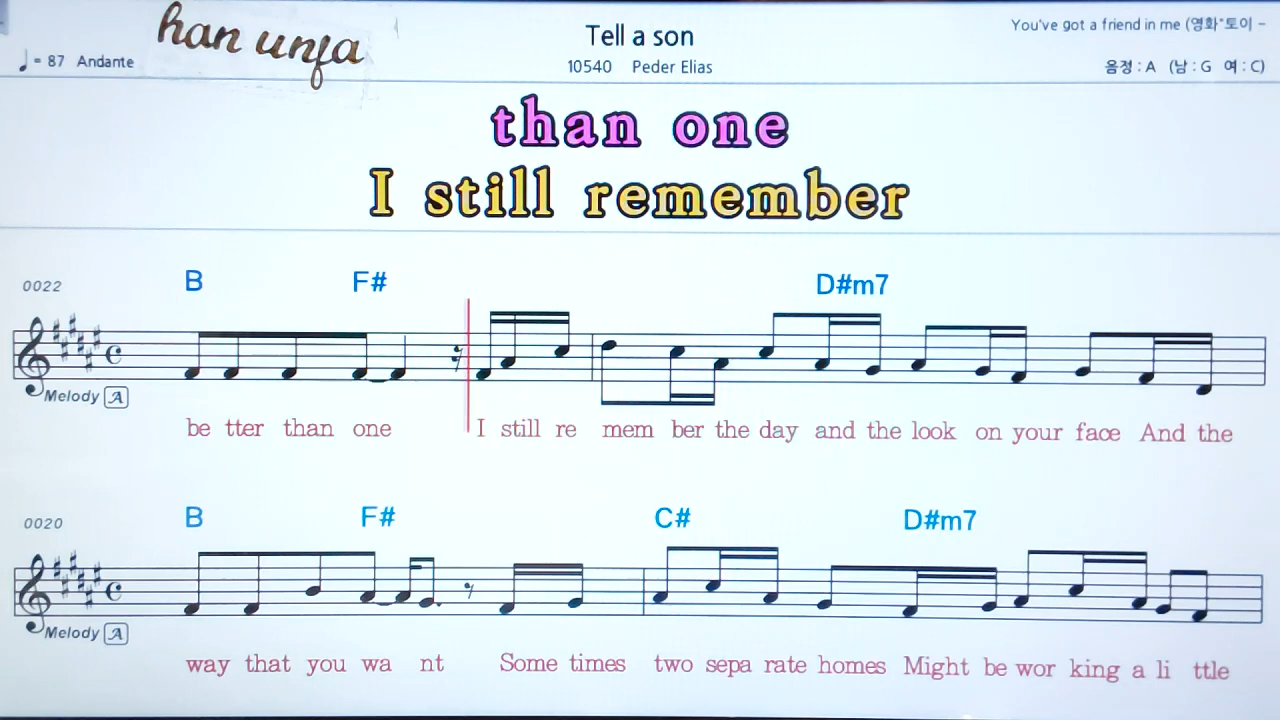 han unfa
Tell a son
You've got a friend in me (영화"토이 -
= 87 Andante
10540 Peder Elias
음정 : A (남 : G 여 : C)
than one
I still remember
0022
B F# D#m7
Melody A
be tter than one I still re mem ber the day and the look on your face And the
0020
B F# C# D#m7
Melody A
way that you wa nt Some times two sepa rate homes Might be wor king a li ttle